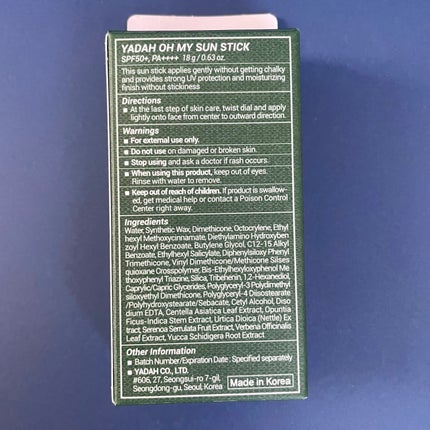 YADAH OH MY SUN STICK
SPF50+, PA++++ 18 g / 0.63 oz.
This sun stick applies gently without getting chalky
and provides strong UV protection and moisturizing
finish without stickiness
Directions
■ At the last step of skin care, twist dial and apply
lightly onto face from center to outward direction.
Warnings
■ For external use only.
■ Do not use on damaged or broken skin.
■ Stop using and ask a doctor if rash occurs.
■ When using this product, keep out of eyes.
Rinse with water to remove.
■ Keep out of reach of children. If product is swallow-
ed, get medical help or contact a Poison Control
Center right away.
Ingredients
Water, Synthetic Wax, Dimethicone, Octocrylene, Et
hexyl Methoxycinnamate, Diethylamino Hydroxyben
zoyl Hexyl Benzoate, Butylene Glycol, C12-15 Alkyl
Benzoate, Ethylhexyl Salicylate, Diphenylsiloxy Phenyl
Trimethicone, Vinyl Dimethicone/Methicone Silses
quioxane Crosspolymer, Bis-Ethylhexyloxyphenol Me
thoxyphenyl Triazine, Silica, Tribehenin, 1,2-Hexanediol,
Caprylic/Capric Glycerides, Polyglyceryl-3 Polydimethyl
siloxyethyl Dimethicone, Polyglyceryl-4 Diisostearate
/Polyhydroxystearate/Sebacate, Cetyl Alcohol, Diso
dium EDTA, Centella Asiatica Leaf Extract, Opuntia
Ficus-Indica Stem Extract, Urtica Dioica (Nettle) Ex
tract, Serenoa Serrulata Fruit Extract, Verbena Officinalis
Leaf Extract, Yucca Schidigera Root Extract.
Other Information
■ Batch Number/Expiration Date : Specified separately
■ YADAH CO., LTD.
#606, 27, Seongsui-ro 7-gil,
Seongdong-gu, Seoul, Korea
Made in Korea